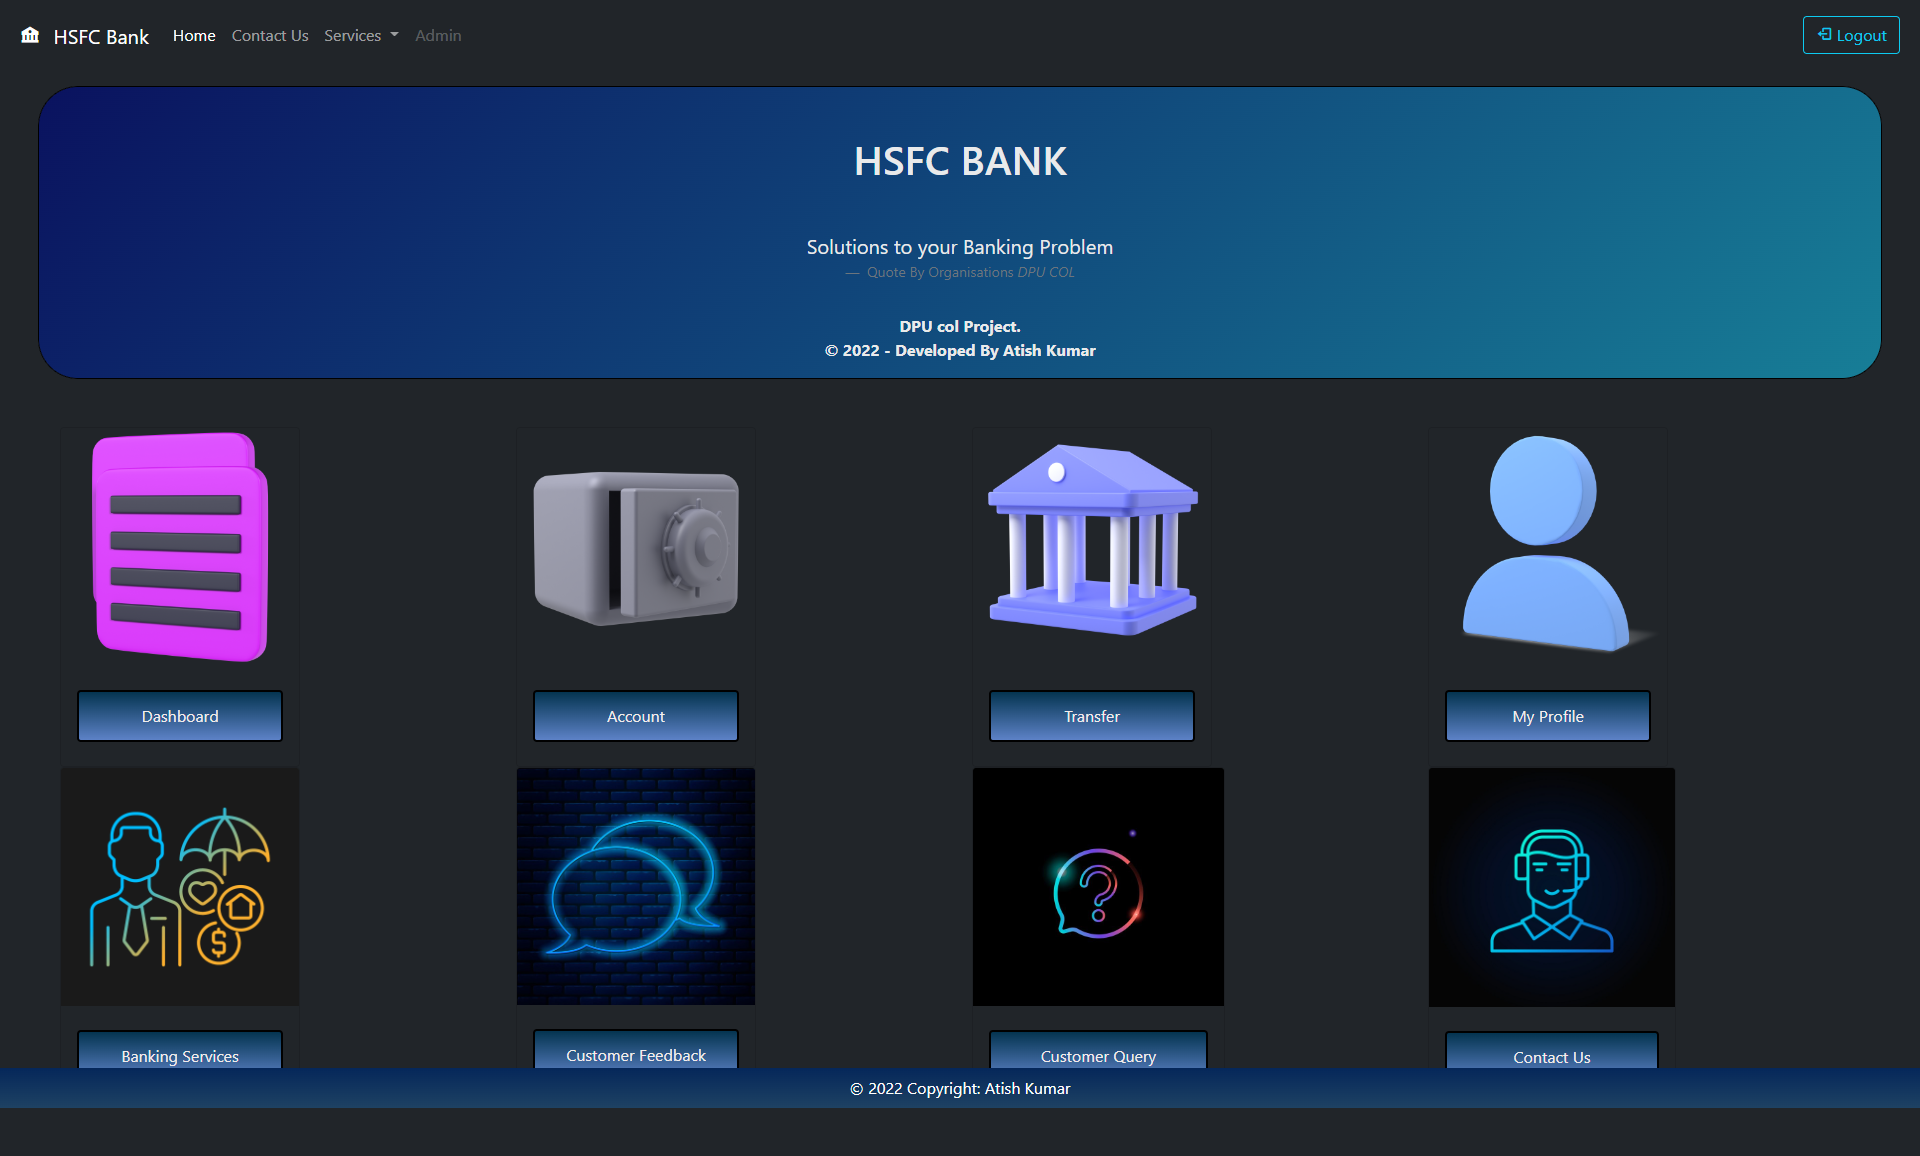 HSFC Bank Home Contact Us Services Admin Logout
HSFC BANK
Solutions to your Banking Problem
— Quote By Organisations DPU COL
DPU col Project.
© 2022 - Developed By Atish Kumar
Dashboard
Account
Transfer
My Profile
$
?
Banking Services
Customer Feedback
Customer Query
Contact Us
© 2022 Copyright: Atish Kumar